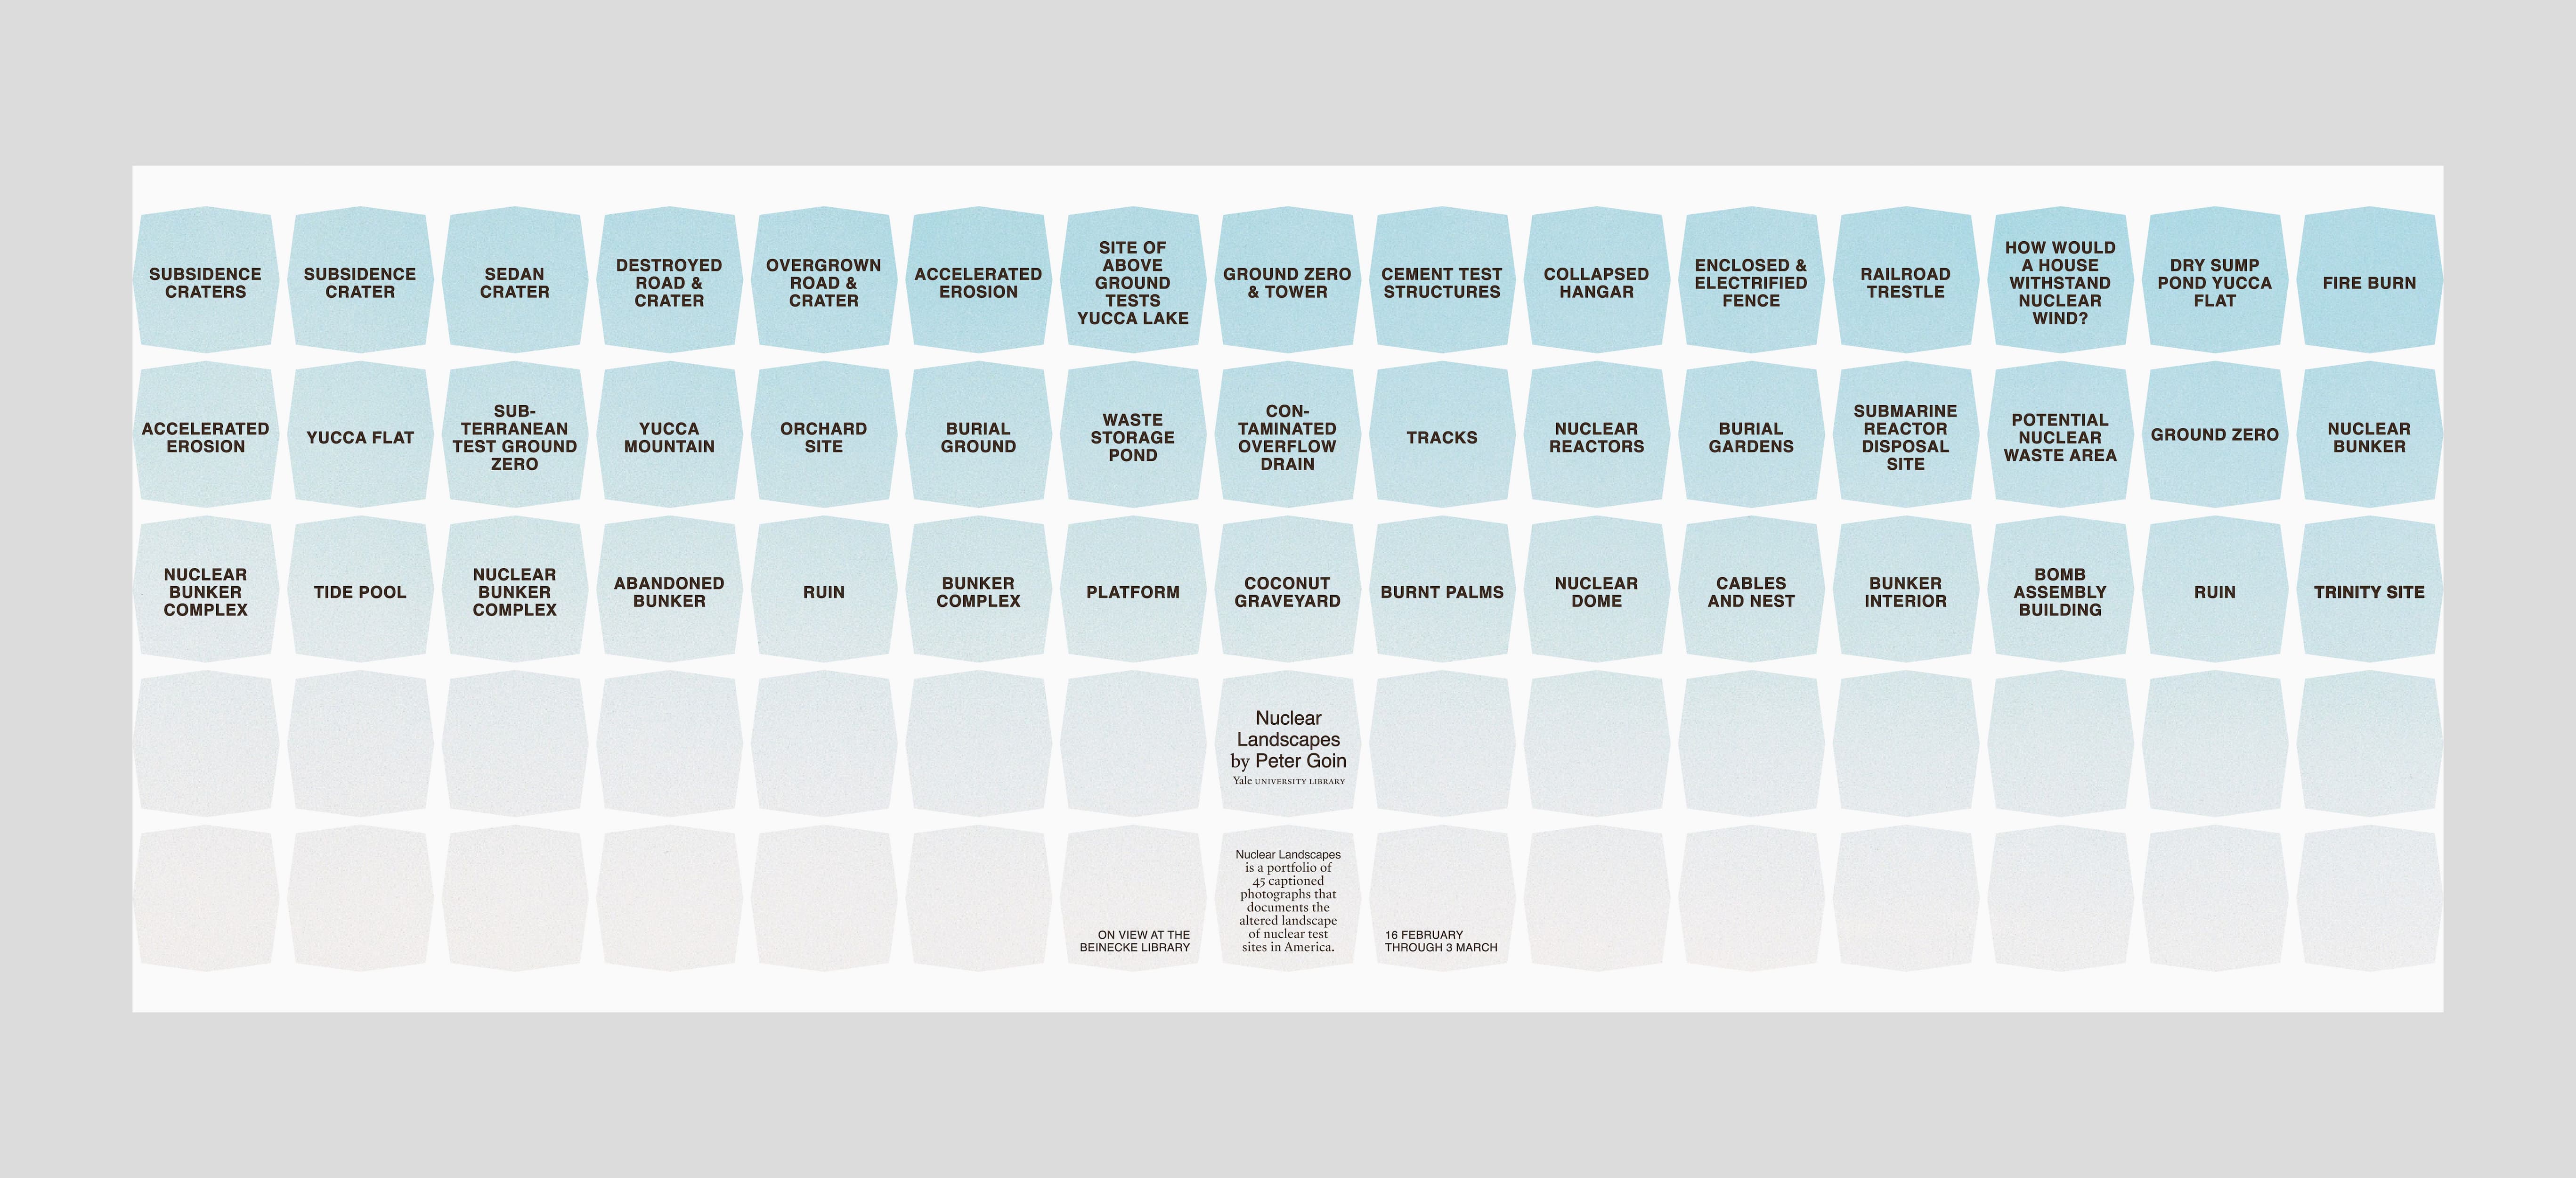 SUBSIDENCE
CRATERS
SUBSIDENCE
CRATER
SEDAN
CRATER
DESTROYED
ROAD &
CRATER
OVERGROWN
ROAD &
CRATER
ACCELERATED
EROSION
SITE OF
ABOVE
GROUND
TESTS
YUCCA LAKE
GROUND ZERO
& TOWER
CEMENT TEST
STRUCTURES
COLLAPSED
HANGAR
ENCLOSED &
ELECTRIFIED
FENCE
RAILROAD
TRESTLE
HOW WOULD
A HOUSE
WITHSTAND
NUCLEAR
WIND?
DRY SUMP
POND YUCCA
FLAT
FIRE BURN
ACCELERATED
EROSION
YUCCA FLAT
SUB-
TERRANEAN
TEST GROUND
ZERO
YUCCA
MOUNTAIN
ORCHARD
SITE
BURIAL
GROUND
WASTE
STORAGE
POND
CON-
TAMINATED
OVERFLOW
DRAIN
TRACKS
NUCLEAR
REACTORS
BURIAL
GARDENS
SUBMARINE
REACTOR
DISPOSAL
SITE
POTENTIAL
NUCLEAR
WASTE AREA
GROUND ZERO
NUCLEAR
BUNKER
NUCLEAR
BUNKER
COMPLEX
TIDE POOL
NUCLEAR
BUNKER
COMPLEX
ABANDONED
BUNKER
RUIN
BUNKER
COMPLEX
PLATFORM
COCONUT
GRAVEYARD
BURNT PALMS
NUCLEAR
DOME
CABLES
AND NEST
BUNKER
INTERIOR
BOMB
ASSEMBLY
BUILDING
RUIN
TRINITY SITE
Nuclear
Landscapes
by Peter Goin
Yale UNIVERSITY LIBRARY
ON VIEW AT THE
BEINECKE LIBRARY
Nuclear Landscapes
is a portfolio of
45 captioned
photographs that
documents the
altered landscape
of nuclear test
sites in America.
16 FEBRUARY
THROUGH 3 MARCH